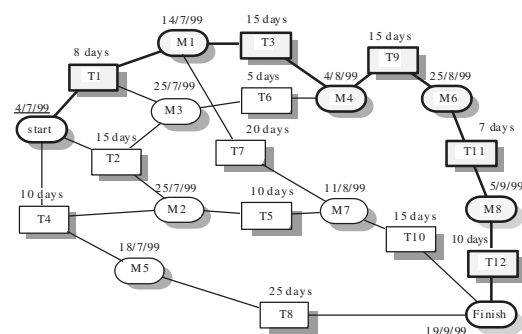 14/7/99
15 days
M1
T3
8 days
15 days
T9
T1
4/8/99
25/8/99
25/7/99
5 days
M3
T6
M4
M6
4/7/99
start
15 days
20 days
7 days
T2
T7
T11
25/7/99
10 days
11/8/99
5/9/99
10 days
M2
T5
M7
M8
T4
15 days
10 days
18/7/99
T10
T12
M5
25 days
T8
Finish
19/9/99